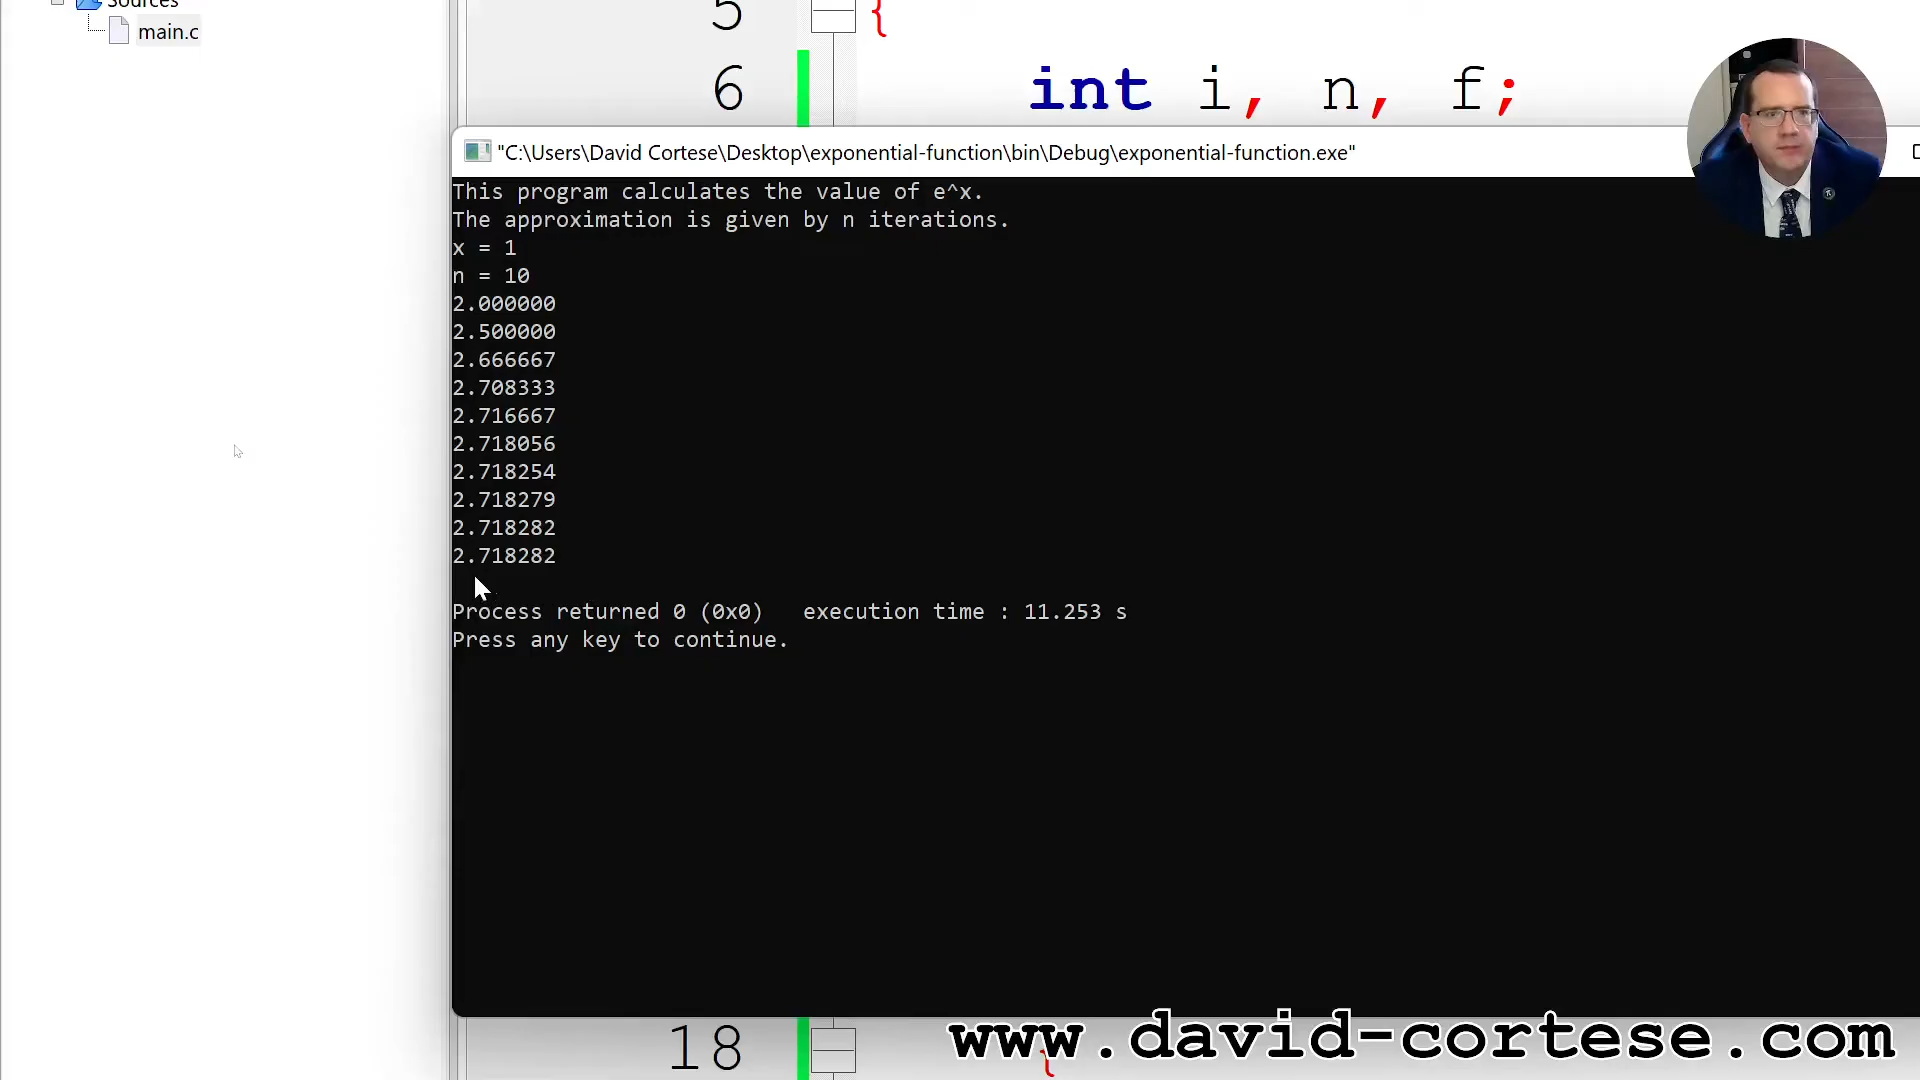 Sources
main.c
5 {
6 int i, n, f;
"C:\Users\David Cortese\Desktop\exponential-function\bin\Debug\exponential-function.exe"
This program calculates the value of e^x.
The approximation is given by n iterations.
x = 1
n = 10
2.000000
2.500000
2.666667
2.708333
2.716667
2.718056
2.718254
2.718279
2.718282
2.718282
Process returned 0 (0x0)   execution time : 11.253 s
Press any key to continue.
18 {
www.david-cortese.com